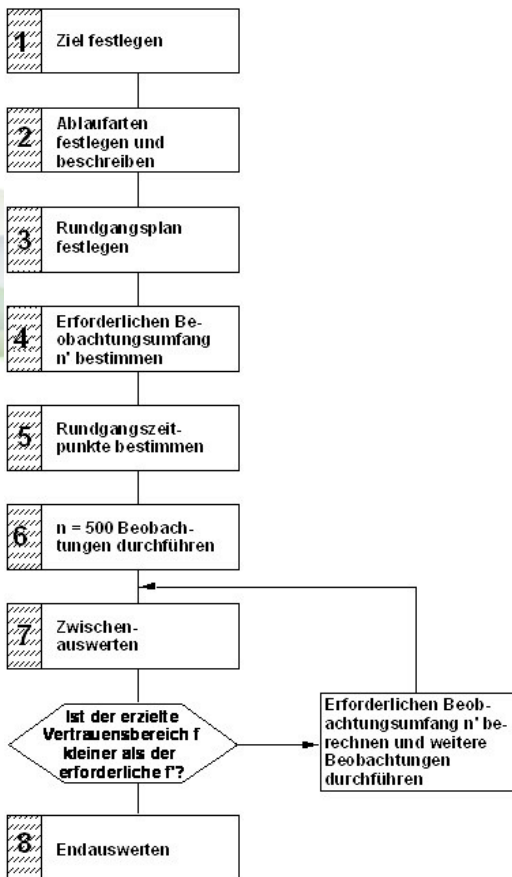 1
Ziel festlegen
2
Ablaufarten
festlegen und
beschreiben
3
Rundgangsplan
festlegen
4
Erforderlichen Be-
obachtungsumfang
n' bestimmen
5
Rundgangszeit-
punkte bestimmen
6
n = 500 Beobach-
tungen durchführen
7
Zwischen-
auswerten
Ist der erzielte
Vertrauensbereich f
kleiner als der
erforderliche f'?
Erforderlichen Beob-
achtungsumfang n' be-
rechnen und weitere
Beobachtungen
durchführen
8
Endauswerten